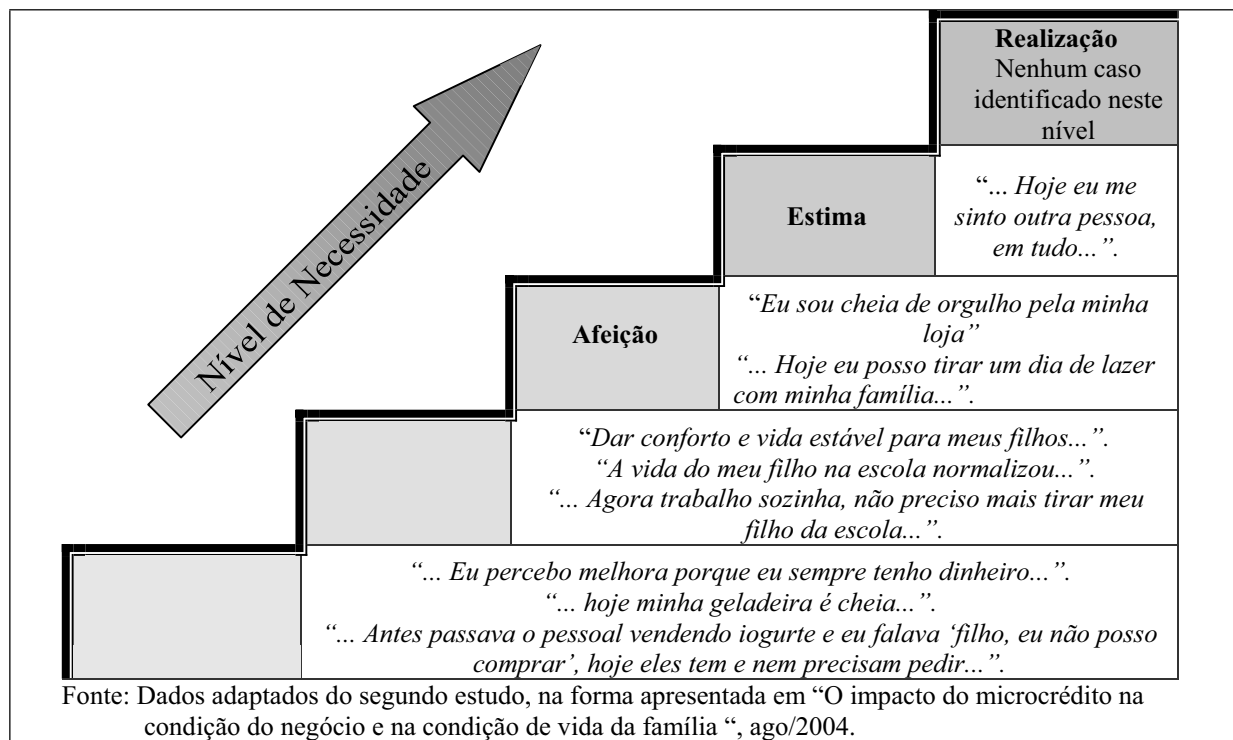 Realização
Nenhum caso
identificado neste
nível
Nível de Necessidade
Estima
“... Hoje eu me
sinto outra pessoa,
em tudo...”.
Afeição
“Eu sou cheia de orgulho pela minha
loja”
“... Hoje eu posso tirar um dia de lazer
com minha família...”.
“Dar conforto e vida estável para meus filhos...”.
“A vida do meu filho na escola normalizou...”.
“... Agora trabalho sozinha, não preciso mais tirar meu
filho da escola...”.
“... Eu percebo melhora porque eu sempre tenho dinheiro...”.
“... hoje minha geladeira é cheia...”.
“... Antes passava o pessoal vendendo iogurte e eu falava ‘filho, eu não posso
comprar’, hoje eles tem e nem precisam pedir...”.
Fonte: Dados adaptados do segundo estudo, na forma apresentada em “O impacto do microcrédito na
condição do negócio e na condição de vida da família “, ago/2004.